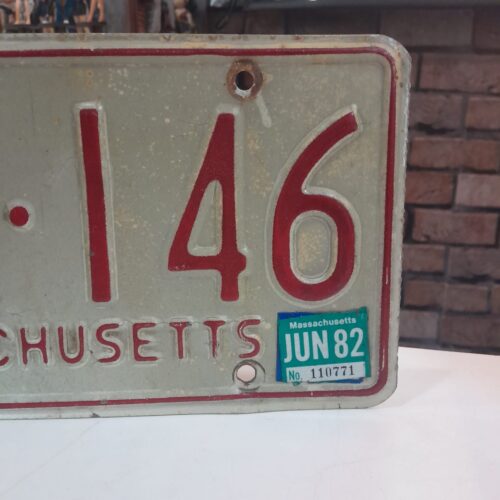 ·146
CHUSETTS
Massachusetts
JUN 82
No. 110771